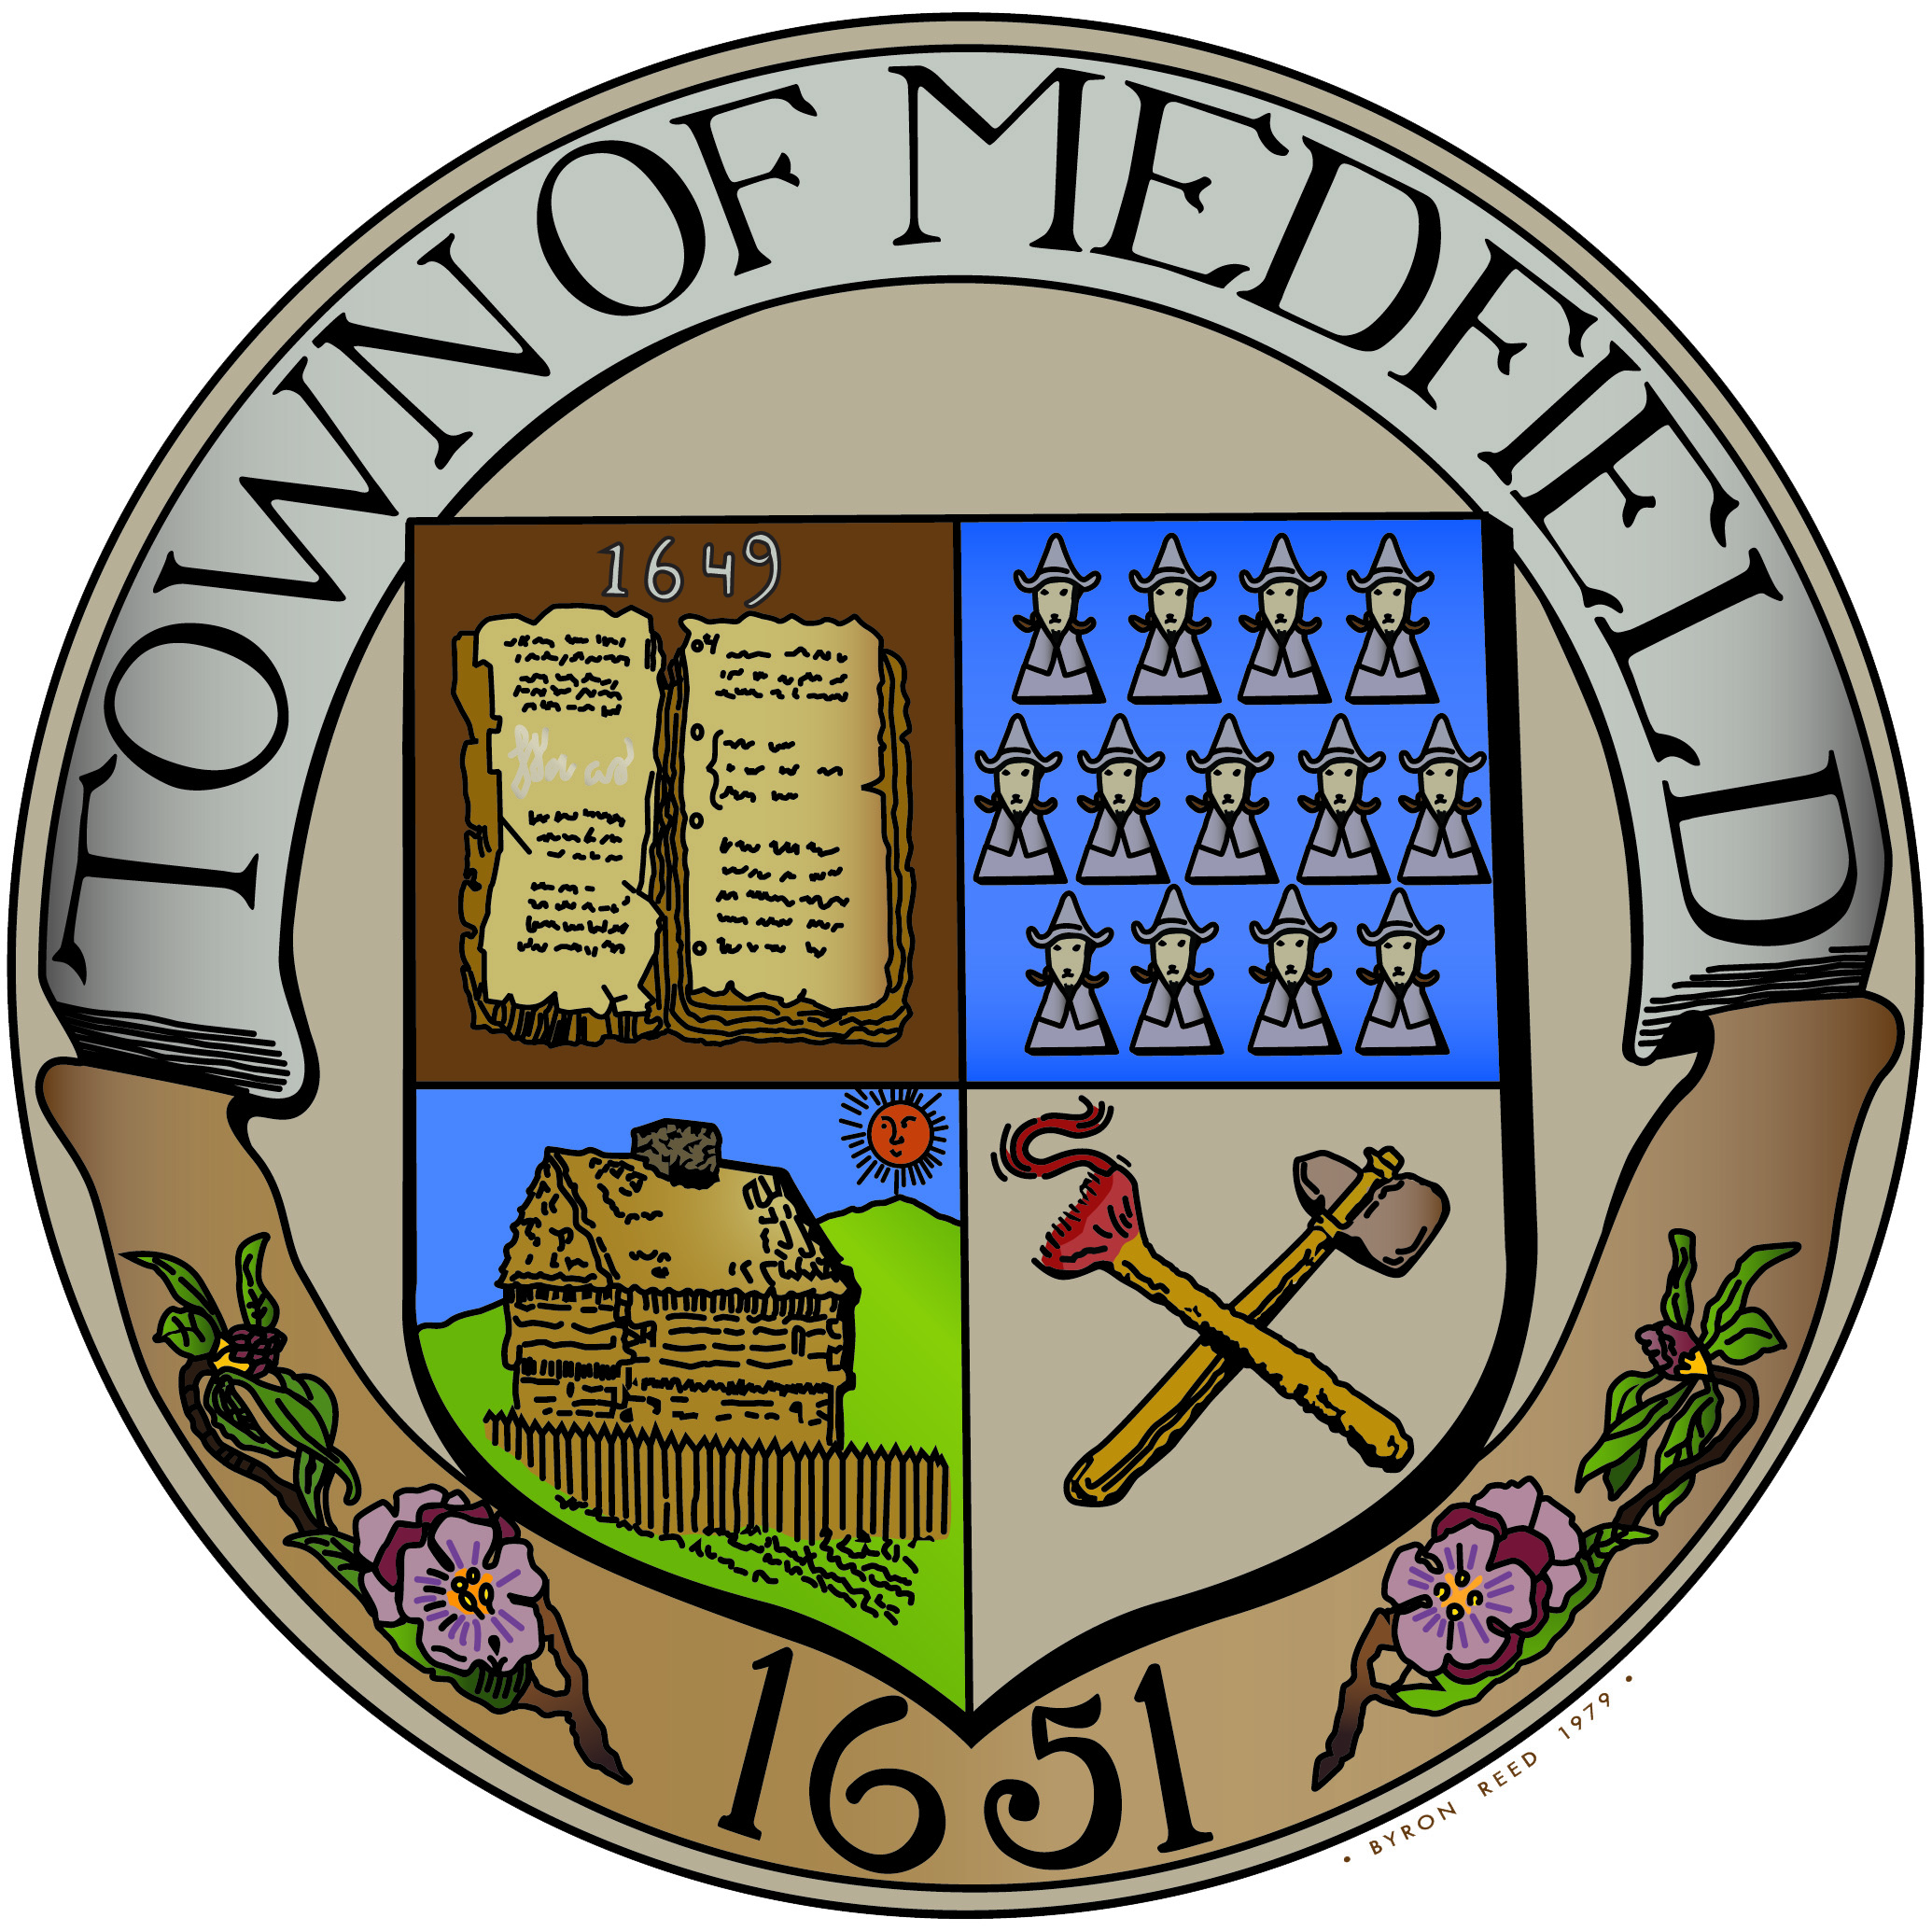 TOWN OF MEDFIELD
1649
1651
• BYRON REED 1979 •